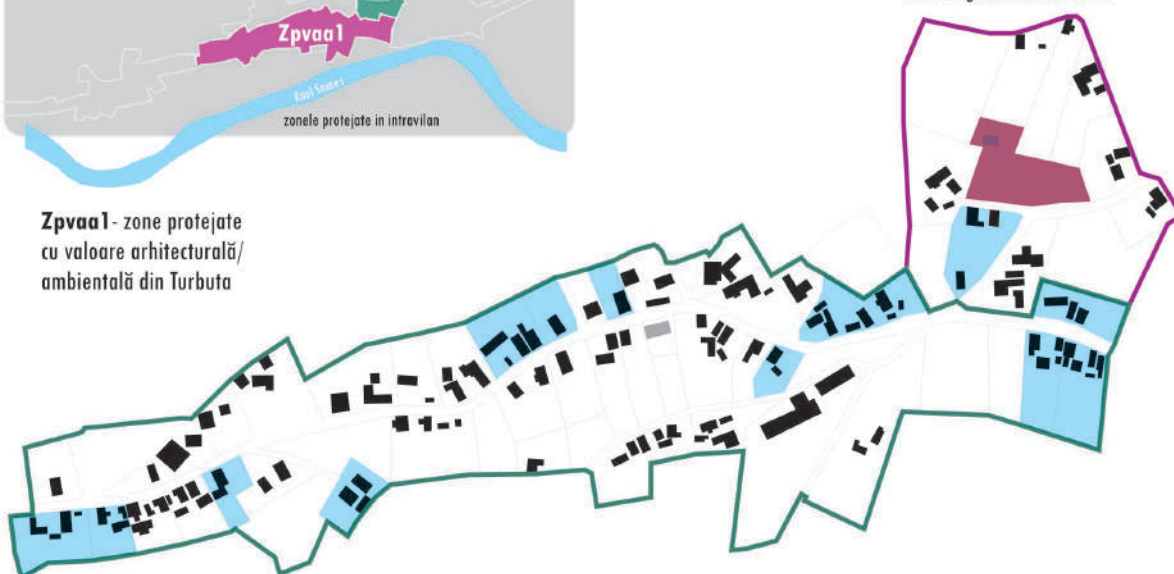 Zpvaa1
Raul Somes
zonele protejate in intravilan
Zpvaa1 - zone protejate
cu valoare arhitecturală/
ambientală din Turbuta